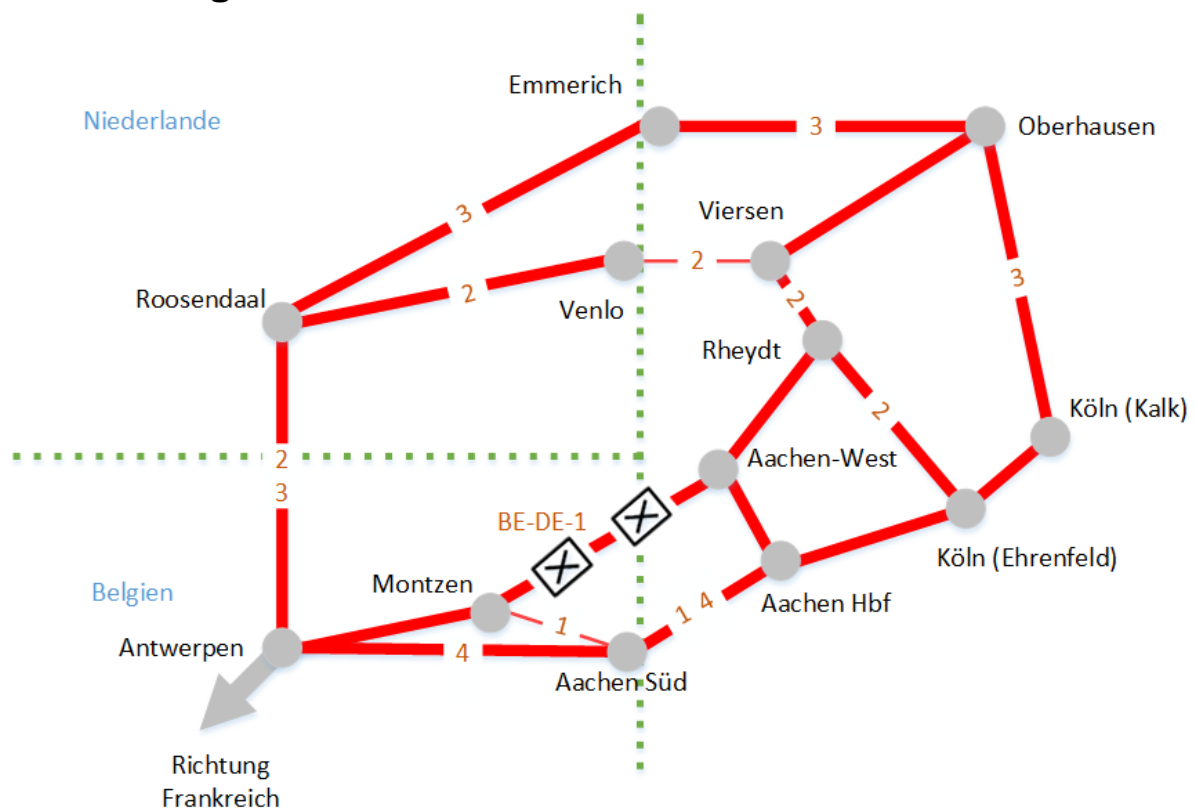 Emmerich
Niederlande
3
Oberhausen
3
Viersen
2
3
Roosendaal
2
Venlo
2
Rheydt
2
Köln (Kalk)
2
3
Aachen-West
BE-DE-1
Köln (Ehrenfeld)
Montzen
Belgien
1 4
Aachen Hbf
1
Antwerpen
4
Aachen Süd
Richtung
Frankreich